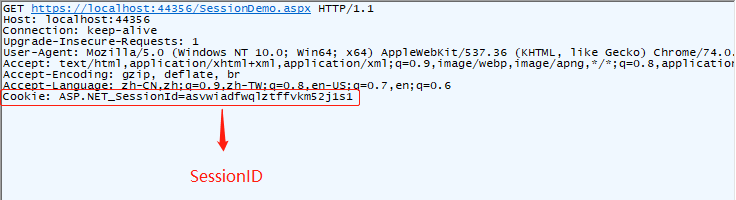 GET https://localhost:44356/SessionDemo.aspx HTTP/1.1
Host: localhost:44356
Connection: keep-alive
Upgrade-Insecure-Requests: 1
User-Agent: Mozilla/5.0 (Windows NT 10.0; Win64; x64) AppleWebKit/537.36 (KHTML, like Gecko) Chrome/74.0.
Accept: text/html,application/xhtml+xml,application/xml;q=0.9,image/webp,image/apng,*/*;q=0.8,application
Accept-Encoding: gzip, deflate, br
Accept-Language: zh-CN,zh;q=0.9,zh-TW;q=0.8,en-US;q=0.7,en;q=0.6
Cookie: ASP.NET_SessionId=asvwiadfwqlztffvkm52j1s1
SessionID